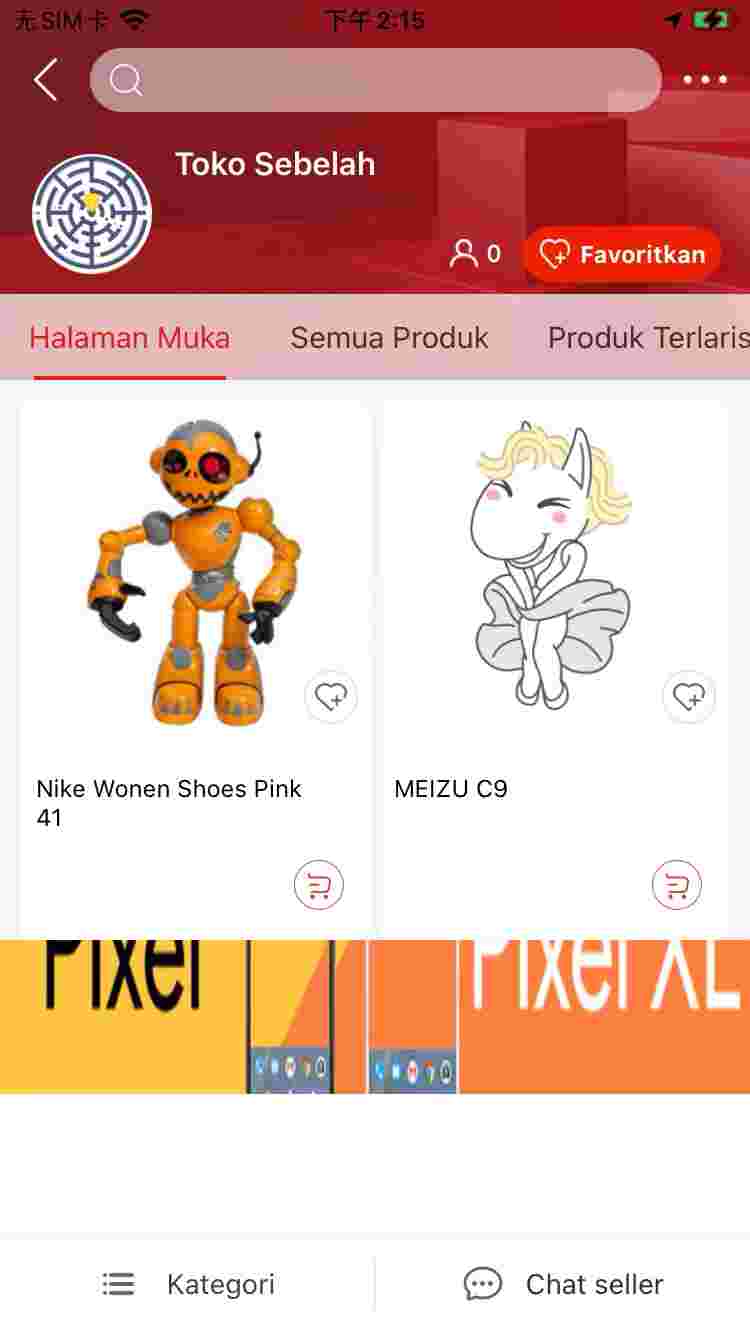 无SIM卡
下午2:15
Toko Sebelah
0
Favoritkan
Halaman Muka
Semua Produk
Produk Terlaris
Nike Wonen Shoes Pink
41
MEIZU C9
Pixel
Pixel XL
Kategori
Chat seller